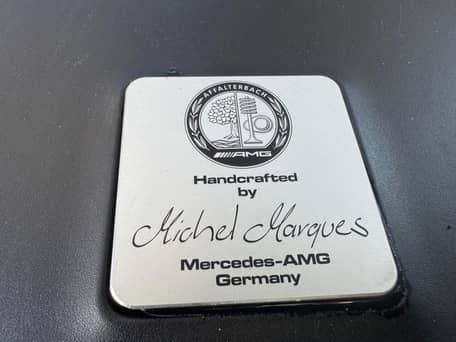 AFFALTERBACH
AMG
Handcrafted
by
Michel Marques
Mercedes-AMG
Germany